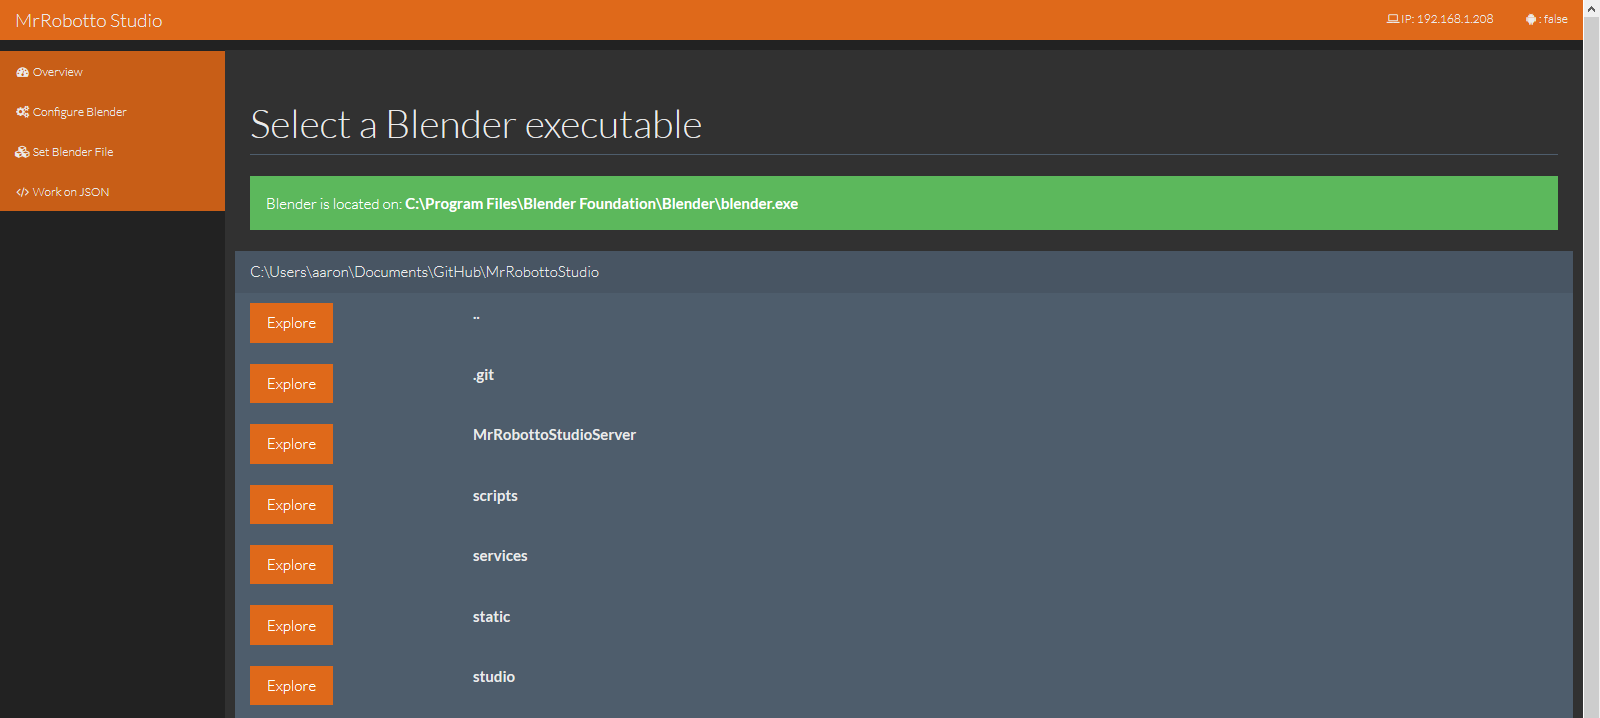 MrRobotto Studio
IP: 192.168.1.208
: false
Overview
Configure Blender
Set Blender File
Work on JSON
Select a Blender executable
Blender is located on: C:\Program Files\Blender Foundation\Blender\blender.exe
C:\Users\aaron\Documents\GitHub\MrRobottoStudio
Explore ..
Explore .git
Explore MrRobottoStudioServer
Explore scripts
Explore services
Explore static
Explore studio